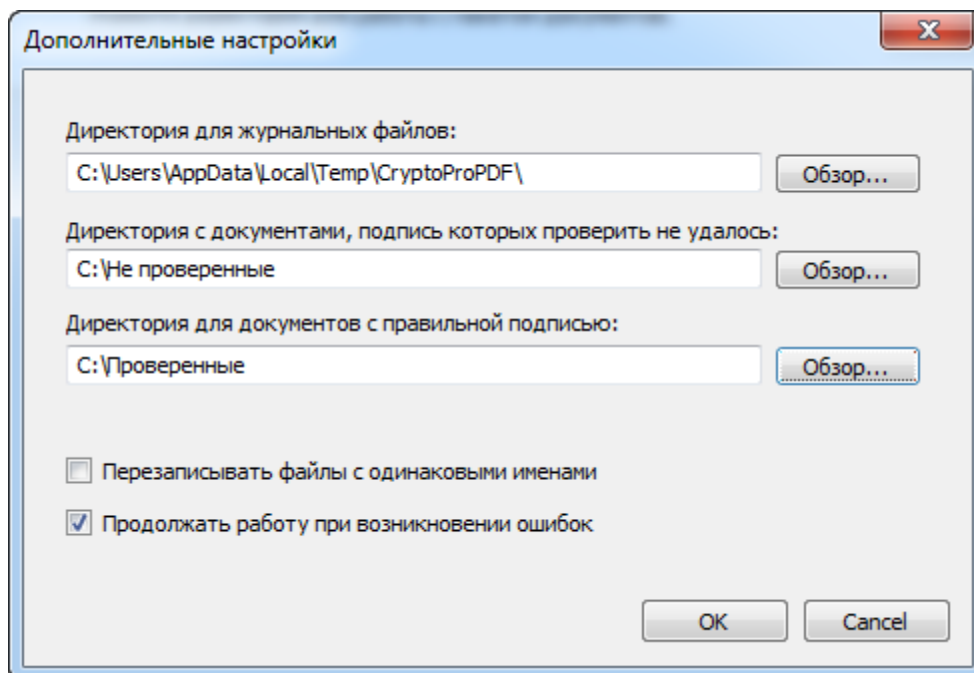 Дополнительные настройки
Директория для журнальных файлов:
C:\Users\AppData\Local\Temp\CryptoProPDF\
Обзор...
Директория с документами, подпись которых проверить не удалось:
C:\Не проверенные
Обзор...
Директория для документов с правильной подписью:
C:\Проверенные
Обзор...
Перезаписывать файлы с одинаковыми именами
Продолжать работу при возникновении ошибок
OK
Cancel